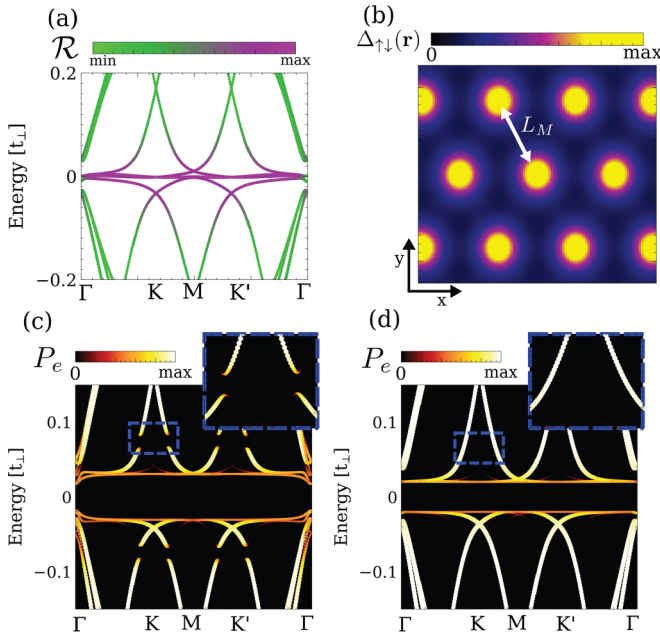 (a)
R
min max
0.2
0
−0.2
Energy [t⊥]
Γ K M K' Γ
(b)
Δ↑↓(r)
0 max
L_M
y
x
(c)
P_e
0 max
0.1
0
−0.1
Energy [t⊥]
Γ K M K' Γ
(d)
P_e
0 max
0.1
0
−0.1
Energy [t⊥]
Γ K M K' Γ